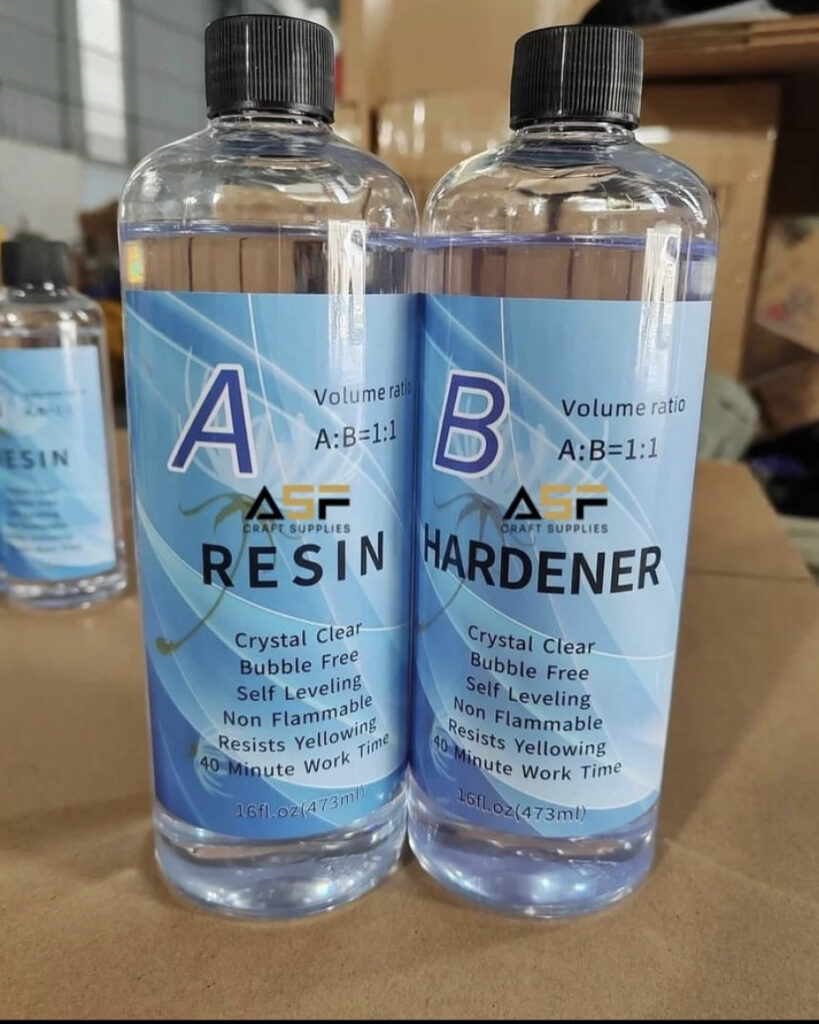 A
Volume ratio
A:B=1:1
ASF
CRAFT SUPPLIES
RESIN
Crystal Clear
Bubble Free
Self Leveling
Non Flammable
Resists Yellowing
40 Minute Work Time
16fl.oz(473ml)
B
Volume ratio
A:B=1:1
ASF
CRAFT SUPPLIES
HARDENER
Crystal Clear
Bubble Free
Self Leveling
Non Flammable
Resists Yellowing
40 Minute Work Time
16fl.oz(473ml)
Volume
ESIN